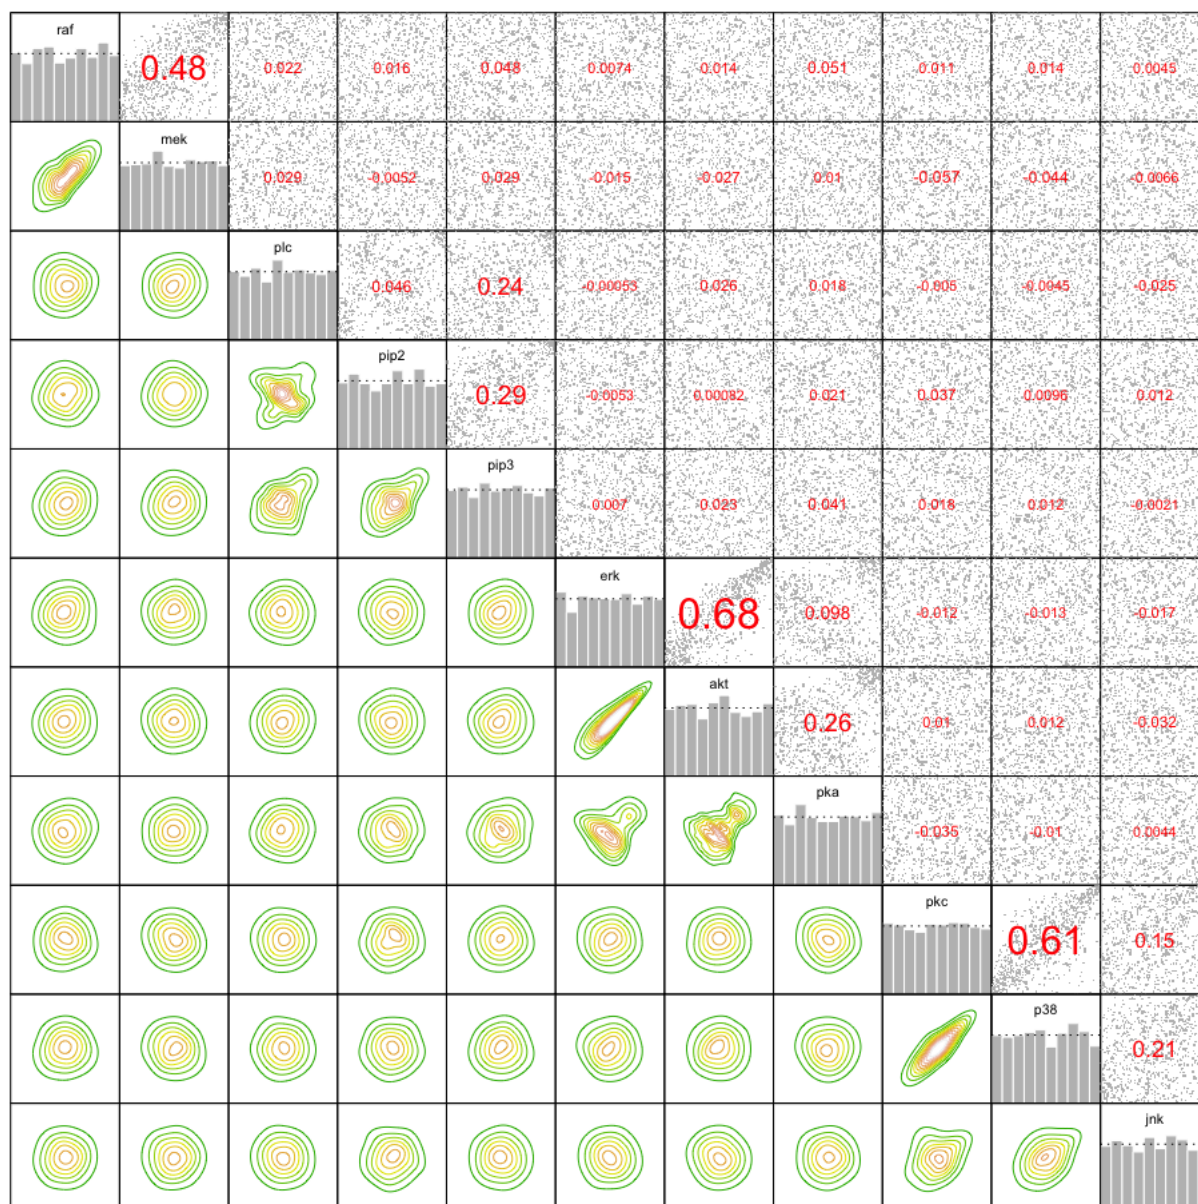 raf
0.48 0.022 0.016 0.048 0.0074 0.014 0.051 0.011 0.014 0.0045
mek
0.029 -0.0052 0.029 -0.015 -0.027 0.01 -0.057 -0.044 -0.0066
plc
0.046 0.24 -0.00053 0.026 0.018 -0.005 -0.0045 -0.025
pip2
0.29 -0.0053 0.00082 0.021 0.037 0.0096 0.012
pip3
0.007 0.023 0.041 0.018 0.012 -0.0021
erk
0.68 0.098 -0.012 -0.013 -0.017
akt
0.26 0.01 0.012 -0.032
pka
-0.035 -0.01 0.0044
pkc
0.61 0.15
p38
0.21
jnk